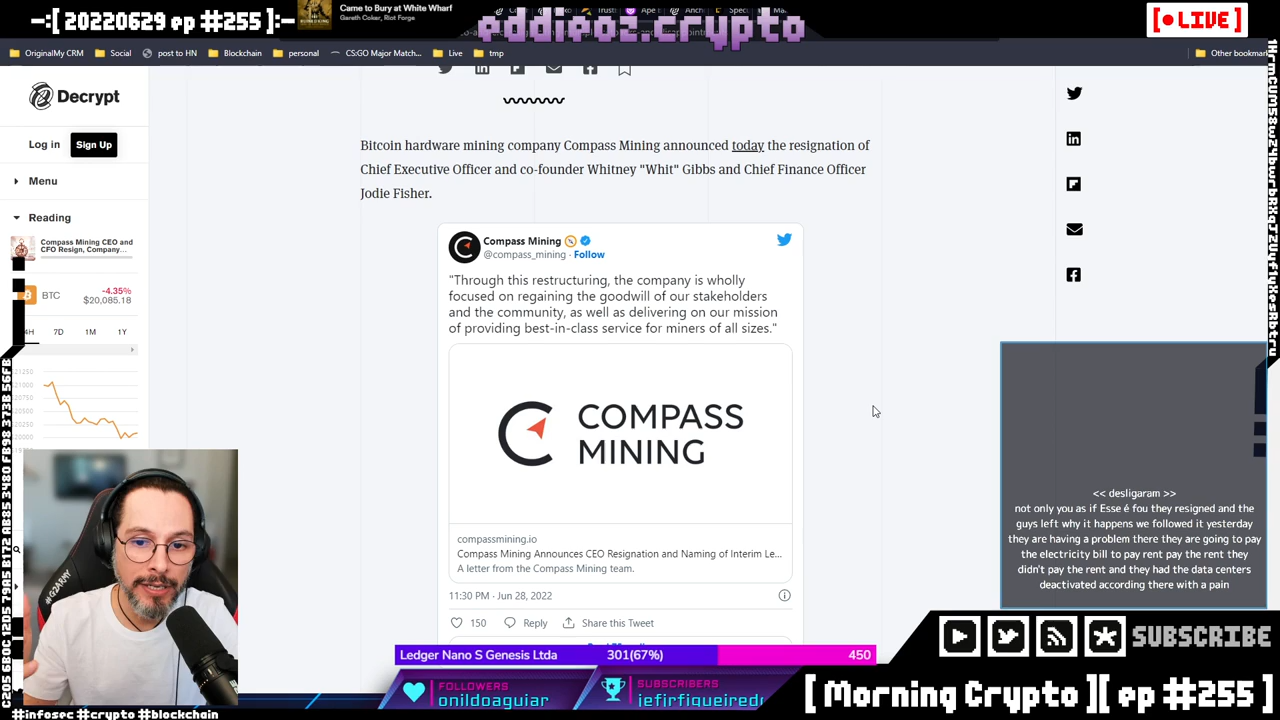 -:[ 20220629 ep #255 ]:-
Came to Bury at White Wharf
Gareth Coker, Riot Forge
eddieoz.crypto
[ ● LIVE ]
OriginalMy CRM
Social
post to HN
Blockchain
personal
CS:GO Major Match...
Live
tmp
Other bookmar
Decrypt
Log in
Sign Up
Menu
Reading
Compass Mining CEO and
CFO Resign, Company...
BTC
-4.35%
$20,085.18
4H
7D
1M
1Y
21250
20750
20500
20250
Bitcoin hardware mining company Compass Mining announced today the resignation of
Chief Executive Officer and co-founder Whitney "Whit" Gibbs and Chief Finance Officer
Jodie Fisher.
Compass Mining
@compass_mining · Follow
"Through this restructuring, the company is wholly
focused on regaining the goodwill of our stakeholders
and the community, as well as delivering on our mission
of providing best-in-class service for miners of all sizes."
COMPASS
MINING
compassmining.io
Compass Mining Announces CEO Resignation and Naming of Interim Le...
A letter from the Compass Mining team.
11:30 PM · Jun 28, 2022
150
Reply
Share this Tweet
<< desligaram >>
not only you as if Esse é fou they resigned and the
guys left why it happens we followed it yesterday
they are having a problem there they are going to pay
the electricity bill to pay rent pay the rent they
didn't pay the rent and they had the data centers
deactivated according there with a pain
Ledger Nano S Genesis Ltda
301(67%)
450
FOLLOWERS
onildoaguiar
SUBSCRIBERS
jefjrfigueired
SUBSCRIBE
[ Morning Crypto ][ ep #255 ]
#infosec #crypto #blockchain